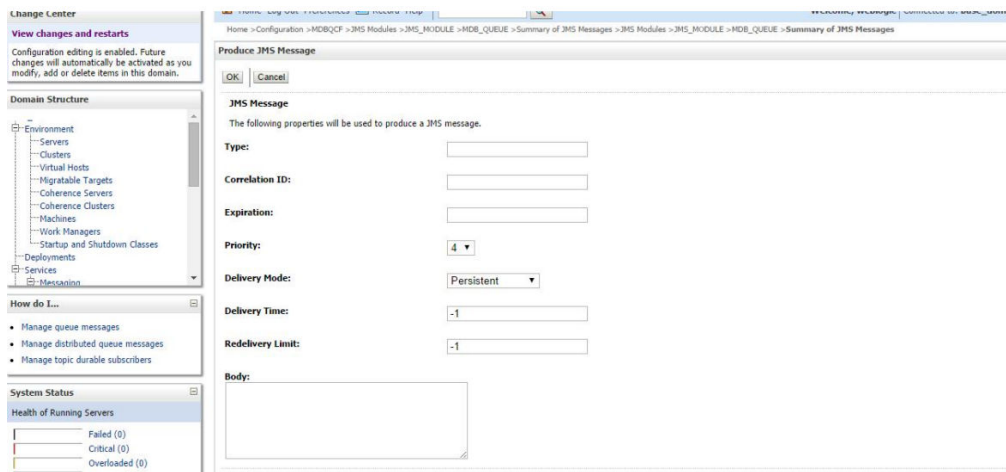 Change Center
View changes and restarts
Configuration editing is enabled. Future
changes will automatically be activated as you
modify, add or delete items in this domain.
Domain Structure
Environment
Servers
Clusters
Virtual Hosts
Migratable Targets
Coherence Servers
Coherence Clusters
Machines
Work Managers
Startup and Shutdown Classes
Deployments
Services
Messaging
How do I...
Manage queue messages
Manage distributed queue messages
Manage topic durable subscribers
System Status
Health of Running Servers
Failed (0)
Critical (0)
Overloaded (0)
Home Log Out Preferences Record Help
Welcome, weblogic Connected to: base_dom
Home >Configuration >MDBQCF >JMS Modules >JMS_MODULE >MDB_QUEUE >Summary of JMS Messages >JMS Modules >JMS_MODULE >MDB_QUEUE >Summary of JMS Messages
Produce JMS Message
OK Cancel
JMS Message
The following properties will be used to produce a JMS message.
Type:
Correlation ID:
Expiration:
Priority: 4
Delivery Mode: Persistent
Delivery Time: -1
Redelivery Limit: -1
Body: